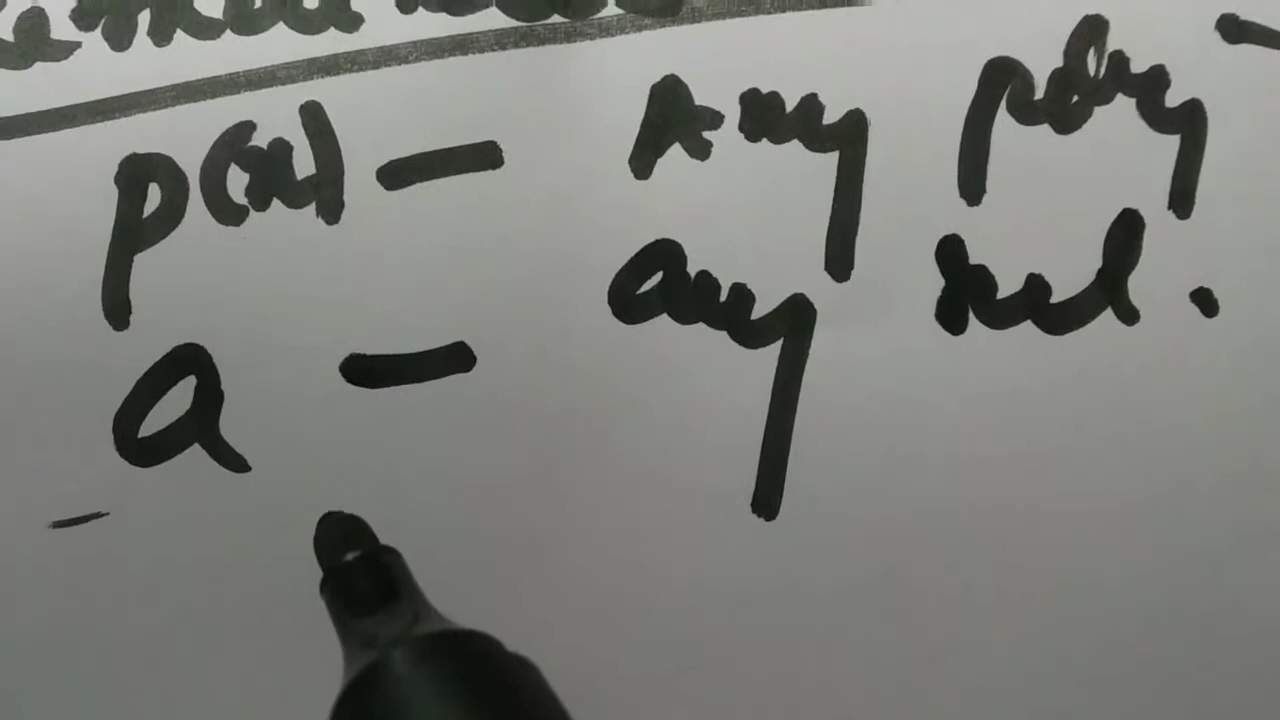 p(x) — Any poly
a — any real.